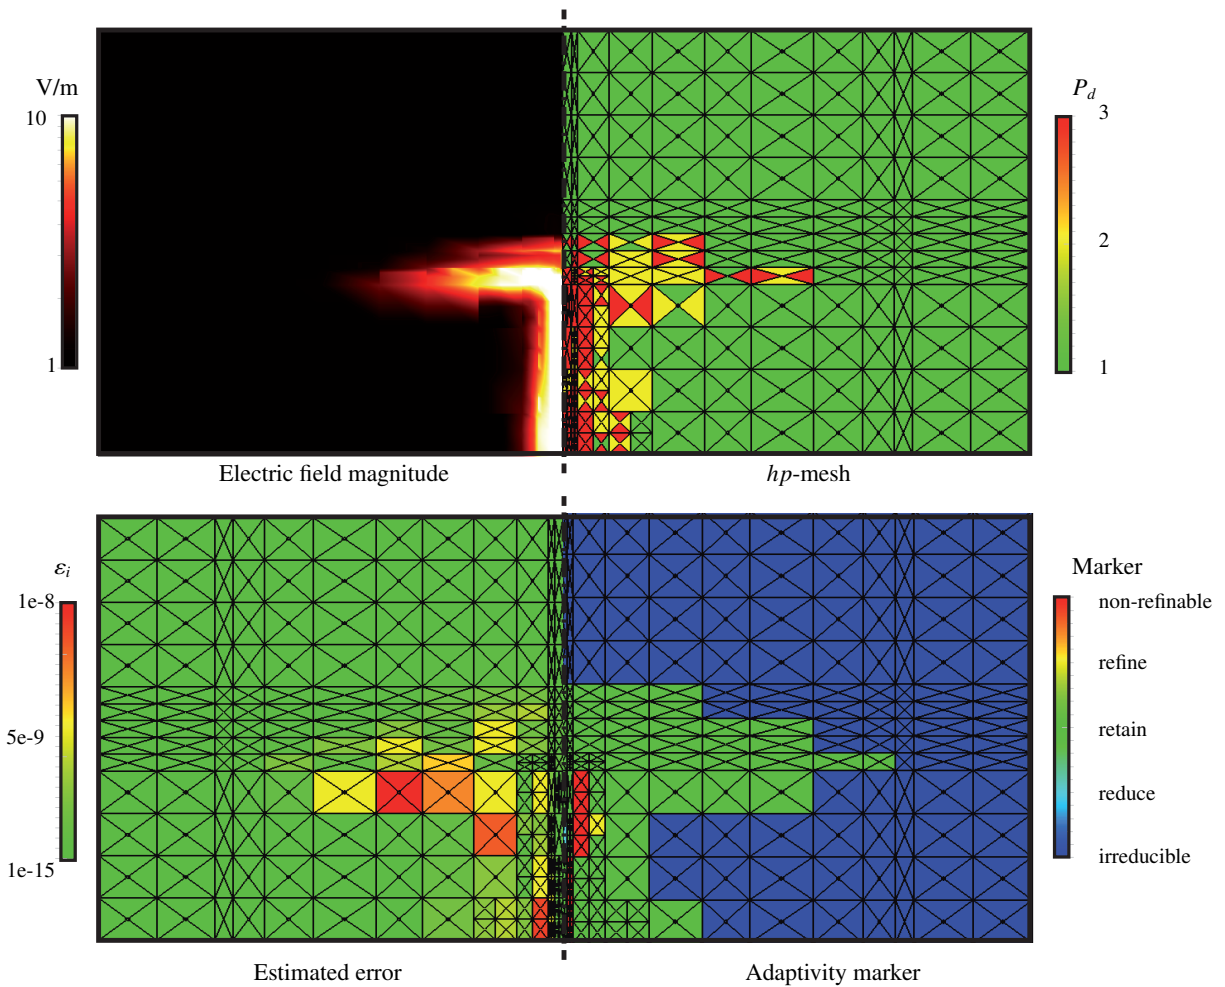 V/m
10
1
P_d
3
2
1
Electric field magnitude
hp-mesh
ε_i
1e-8
5e-9
1e-15
Marker
non-refinable
refine
retain
reduce
irreducible
Estimated error
Adaptivity marker